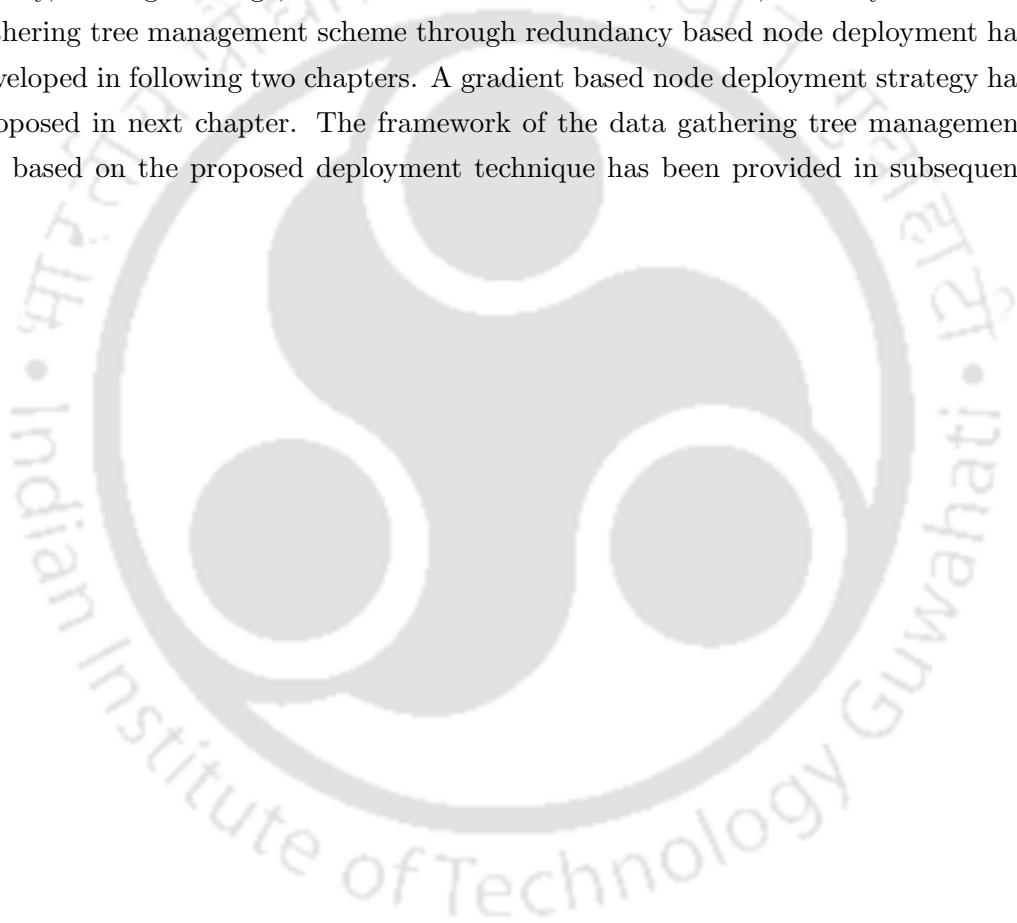 hering tree management scheme through redundancy based node deployment ha
veloped in following two chapters. A gradient based node deployment strategy ha
oposed in next chapter. The framework of the data gathering tree managemen
based on the proposed deployment technique has been provided in subsequen
• Indian Institute of Technology Guwahati •